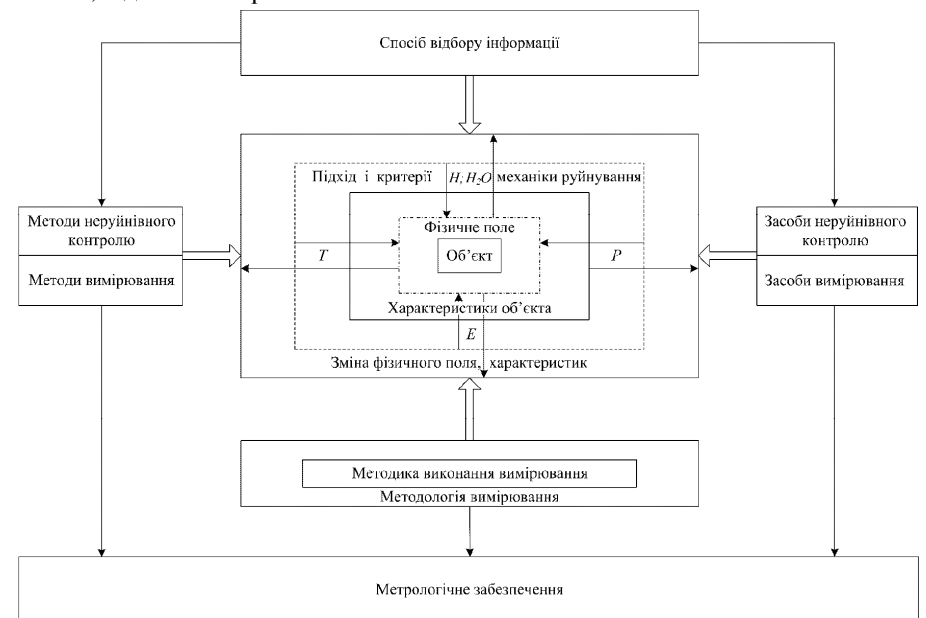 Спосіб відбору інформації
Підхід і критерії H; H₂O механіки руйнування
Методи неруйнівного
контролю
Методи вимірювання
Фізичне поле
Об’єкт
T
P
Засоби неруйнівного
контролю
Засоби вимірювання
Характеристики об’єкта
E
Зміна фізичного поля, характеристик
Методика виконання вимірювання
Методологія вимірювання
Метрологічне забезпечення